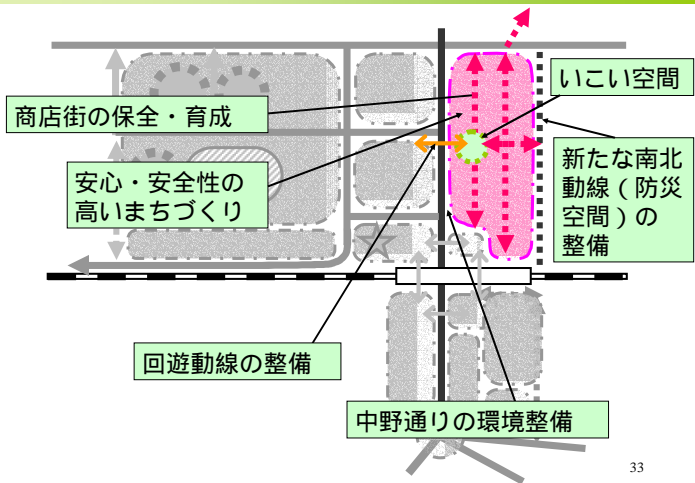 いこい空間
商店街の保全・育成
安心・安全性の
高いまちづくり
新たな南北
動線（防災
空間）の
整備
回遊動線の整備
中野通りの環境整備
33